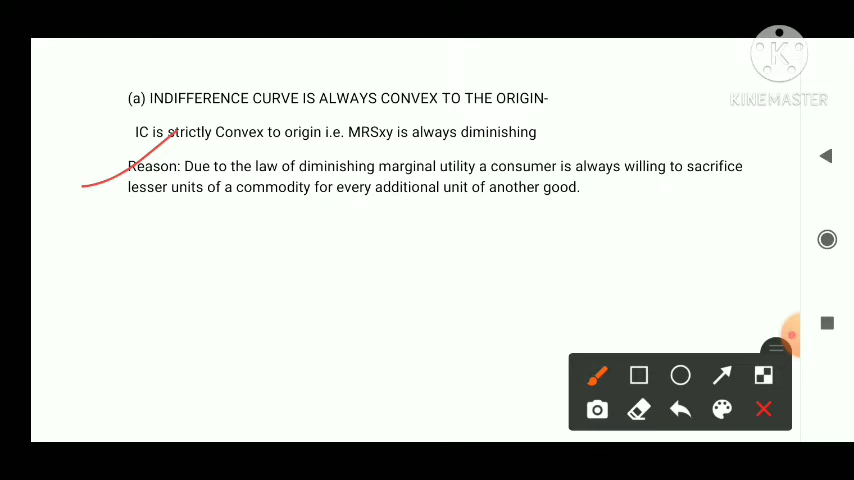 (a) INDIFFERENCE CURVE IS ALWAYS CONVEX TO THE ORIGIN-
IC is strictly Convex to origin i.e. MRSxy is always diminishing
Reason: Due to the law of diminishing marginal utility a consumer is always willing to sacrifice
lesser units of a commodity for every additional unit of another good.
K
KINEMASTER